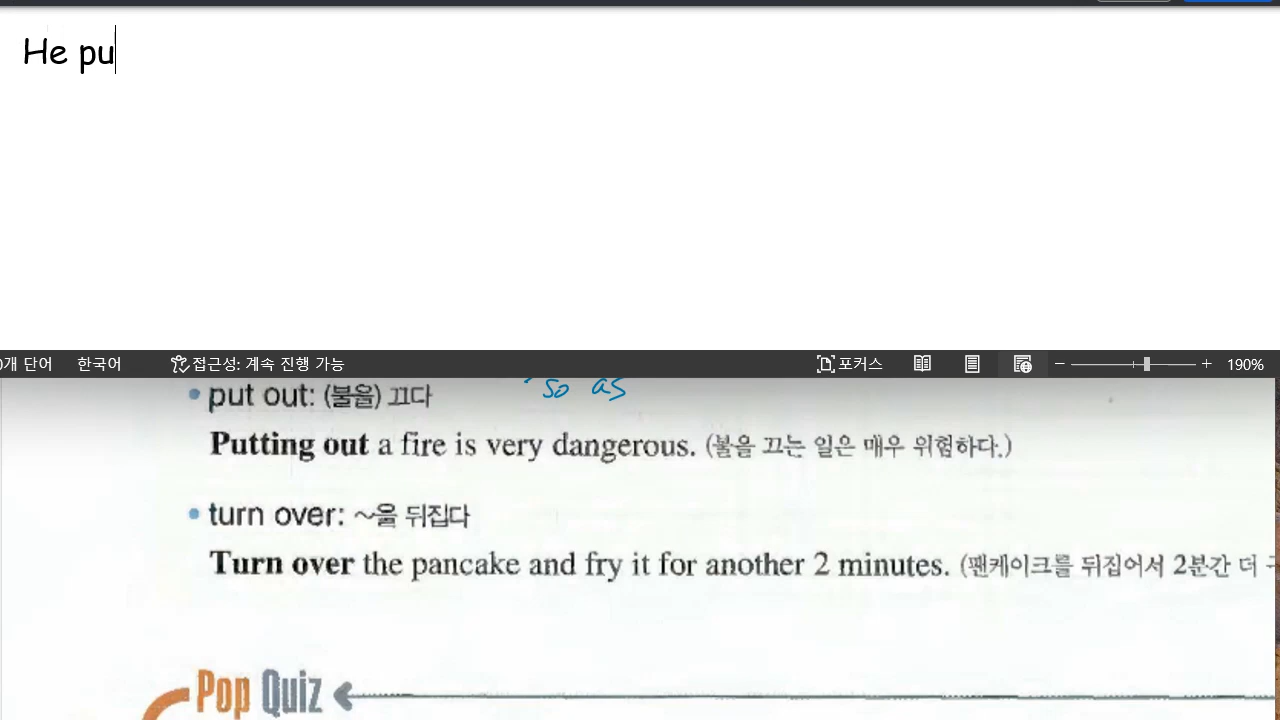 He pu
개 단어 한국어 접근성: 계속 진행 가능 포커스 190%
so as
• put out: (불을) 끄다
Putting out a fire is very dangerous. (불을 끄는 일은 매우 위험하다.)
• turn over: ~을 뒤집다
Turn over the pancake and fry it for another 2 minutes. (팬케이크를 뒤집어서 2분간 더
Pop Quiz